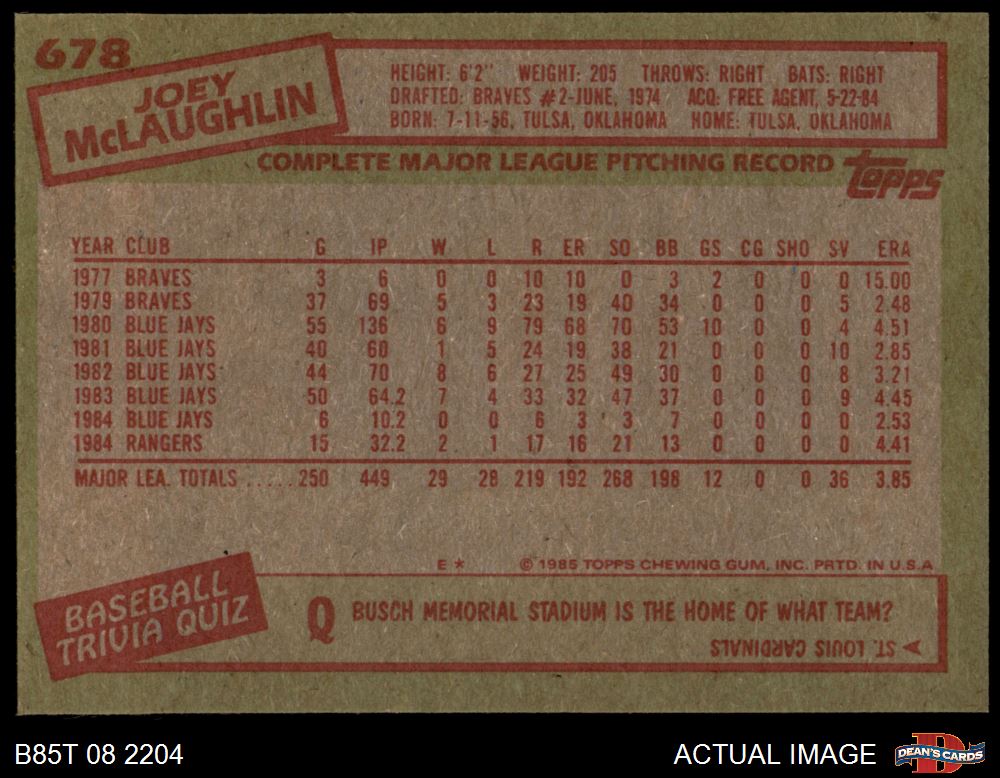 678
JOEY
McLAUGHLIN
HEIGHT: 6'2" WEIGHT: 205 THROWS: RIGHT BATS: RIGHT
DRAFTED: BRAVES #2-JUNE, 1974 ACQ: FREE AGENT, 5-22-84
BORN: 7-11-56, TULSA, OKLAHOMA HOME: TULSA, OKLAHOMA
COMPLETE MAJOR LEAGUE PITCHING RECORD topps
YEAR CLUB G IP W L R ER SO BB GS CG SHO SV ERA
1977 BRAVES 3 6 0 0 10 10 0 3 2 0 0 0 15.00
1979 BRAVES 37 69 5 3 23 19 40 34 0 0 0 5 2.48
1980 BLUE JAYS 55 136 6 9 79 68 70 53 10 0 0 4 4.51
1981 BLUE JAYS 40 60 1 5 24 19 38 21 0 0 0 10 2.85
1982 BLUE JAYS 44 70 8 6 27 25 49 30 0 0 0 8 3.21
1983 BLUE JAYS 50 64.2 7 4 33 32 47 37 0 0 0 9 4.45
1984 BLUE JAYS 6 10.2 0 0 6 3 3 7 0 0 0 0 2.53
1984 RANGERS 15 32.2 2 1 17 16 21 13 0 0 0 0 4.41
MAJOR LEA. TOTALS ..... 250 449 29 28 219 192 268 198 12 0 0 36 3.85
E * © 1985 TOPPS CHEWING GUM, INC. PRTD. IN U.S.A.
BASEBALL
TRIVIA QUIZ
Q BUSCH MEMORIAL STADIUM IS THE HOME OF WHAT TEAM?
ST. LOUIS CARDINALS
B85T 08 2204
ACTUAL IMAGE
D
DEAN'S CARDS